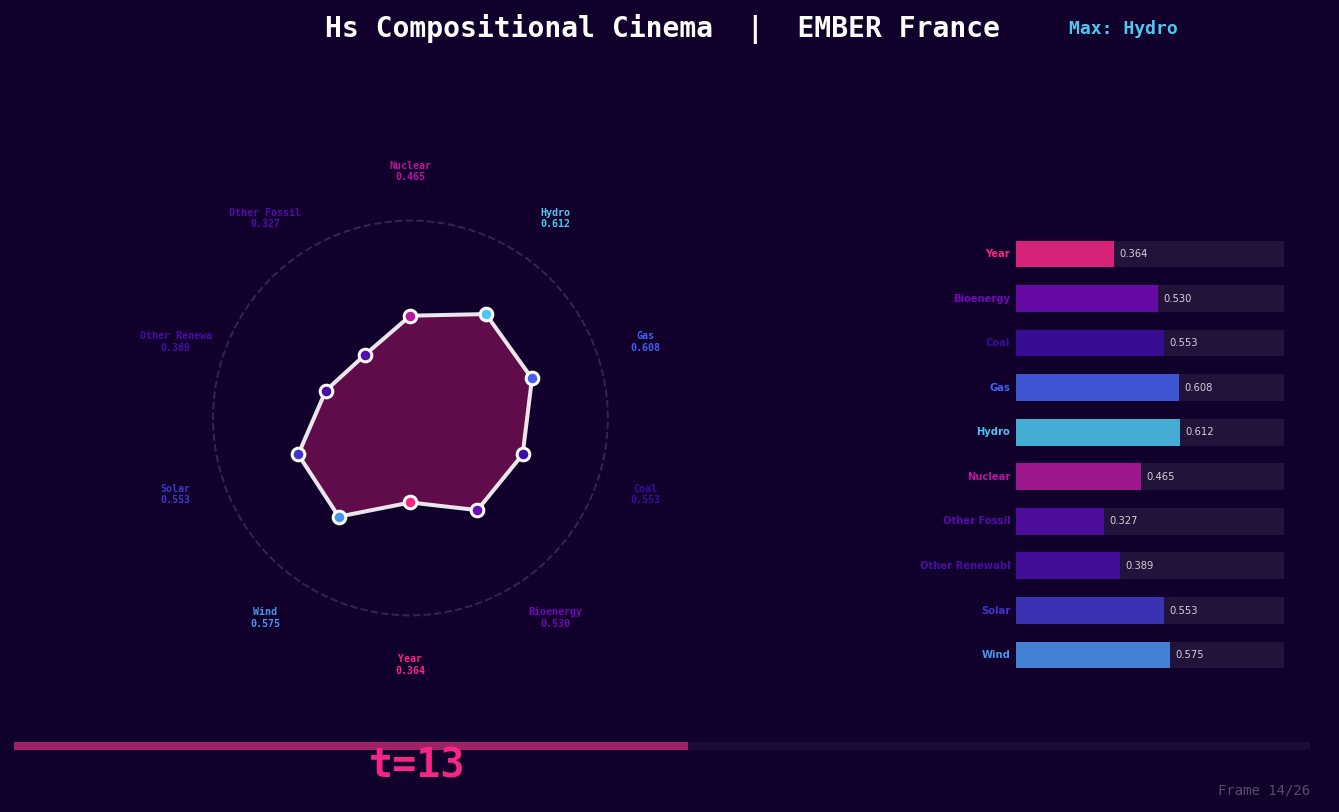 Hs Compositional Cinema | EMBER France
Max: Hydro
Nuclear
0.465
Other Fossil
0.327
Hydro
0.612
Other Renewa
0.389
Gas
0.608
Solar
0.553
Coal
0.553
Wind
0.575
Bioenergy
0.530
Year
0.364
Year 0.364
Bioenergy 0.530
Coal 0.553
Gas 0.608
Hydro 0.612
Nuclear 0.465
Other Fossil 0.327
Other Renewabl 0.389
Solar 0.553
Wind 0.575
t=13
Frame 14/26